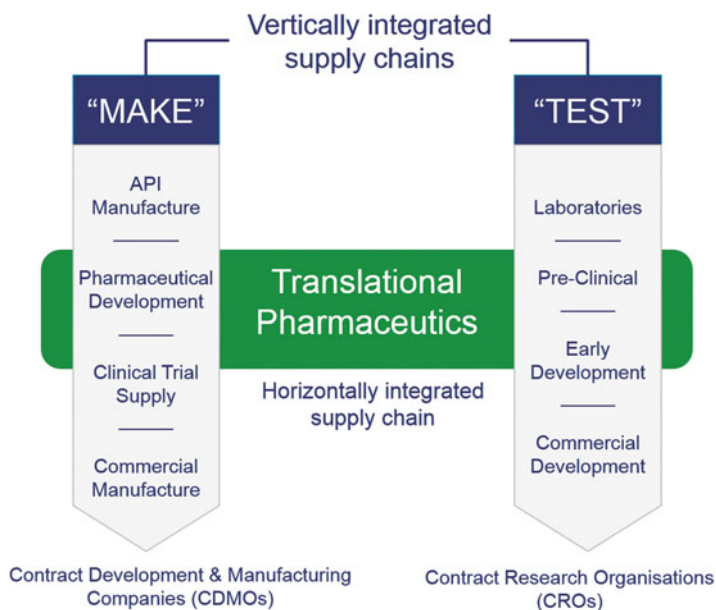 Vertically integrated
supply chains
“MAKE”
API
Manufacture
Pharmaceutical
Development
Clinical Trial
Supply
Commercial
Manufacture
Contract Development & Manufacturing
Companies (CDMOs)
Translational
Pharmaceutics
Horizontally integrated
supply chain
“TEST”
Laboratories
Pre-Clinical
Early
Development
Commercial
Development
Contract Research Organisations
(CROs)